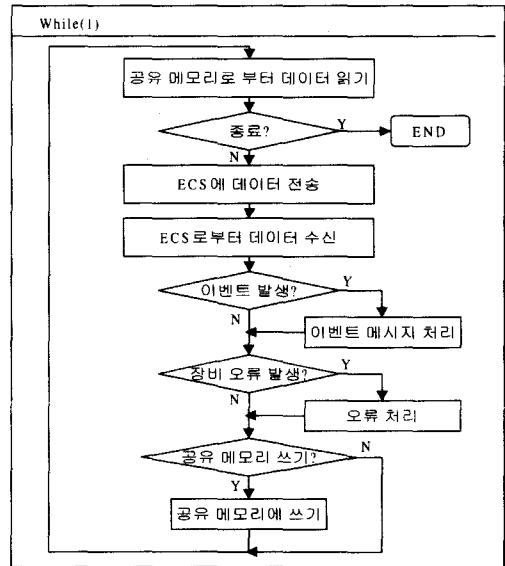 While(1)
공유 메모리로 부터 데이터 읽기
종료?
Y
END
N
ECS에 데이터 전송
ECS로부터 데이터 수신
이벤트 발생?
Y
N
이벤트 메시지 처리
장비 오류 발생?
Y
N
오류 처리
공유 메모리 쓰기?
N
Y
공유 메모리에 쓰기